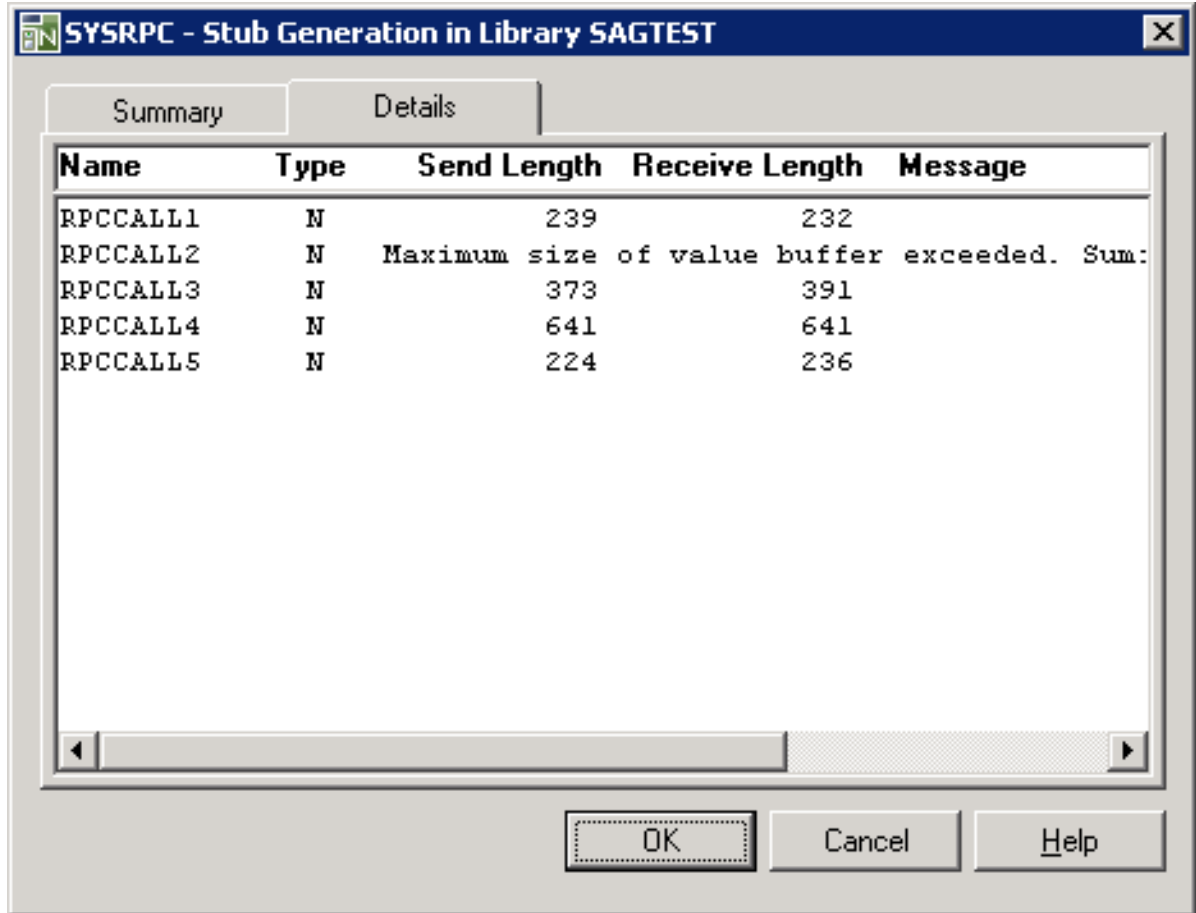 SYSRPC - Stub Generation in Library SAGTEST
Summary Details
Name Type Send Length Receive Length Message
RPCCALL1 N 239 232
RPCCALL2 N Maximum size of value buffer exceeded. Sum:
RPCCALL3 N 373 391
RPCCALL4 N 641 641
RPCCALL5 N 224 236
OK Cancel Help